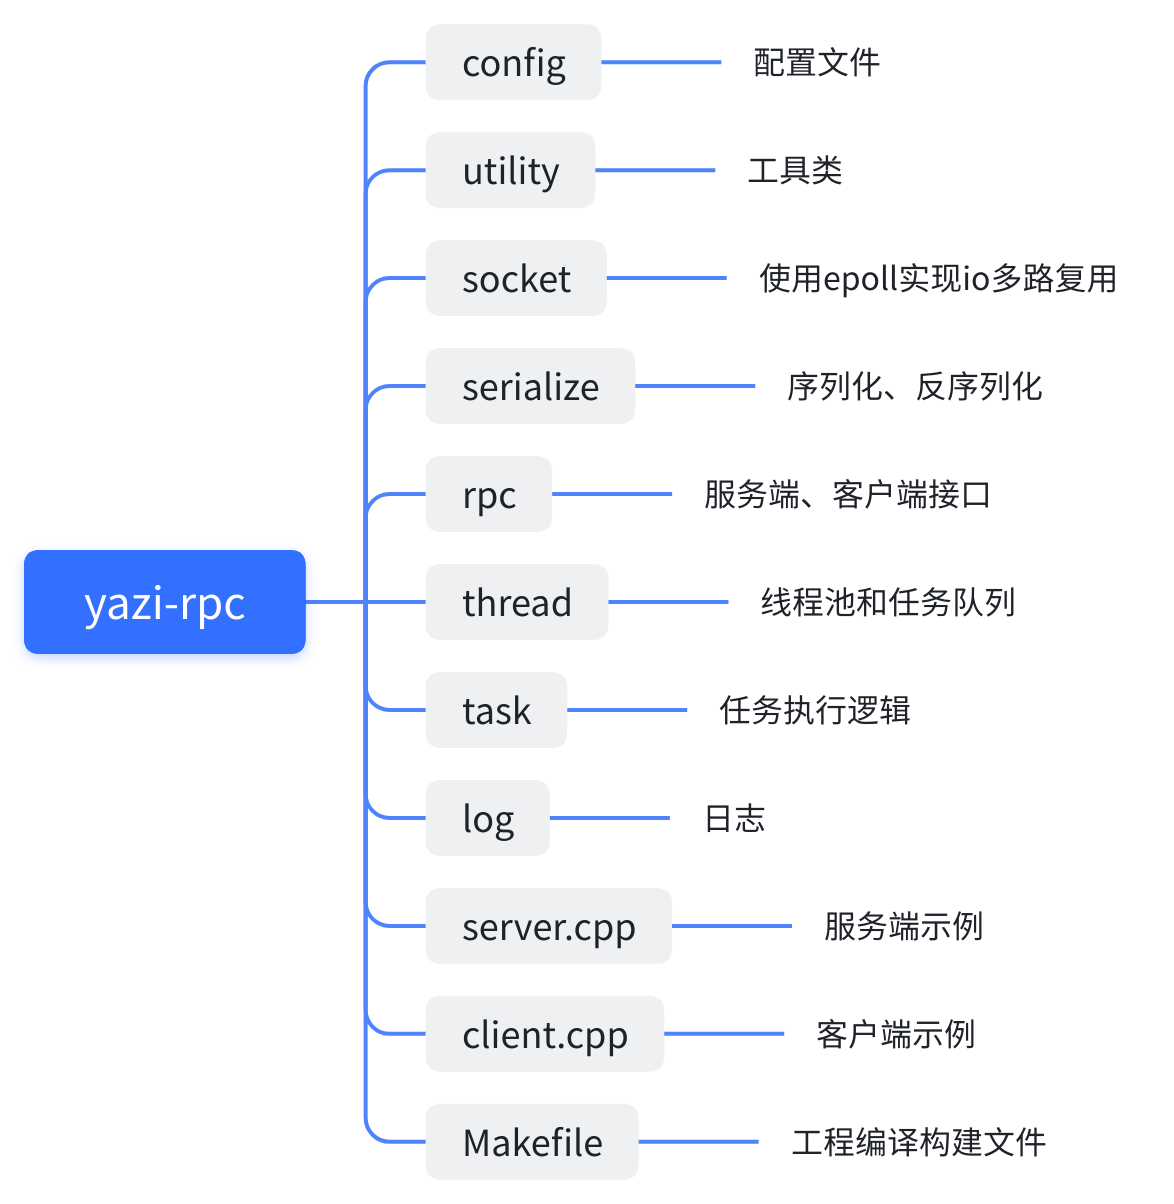 config 配置文件
utility 工具类
socket 使用epoll实现io多路复用
serialize 序列化、反序列化
rpc 服务端、客户端接口
yazi-rpc
thread 线程池和任务队列
task 任务执行逻辑
log 日志
server.cpp 服务端示例
client.cpp 客户端示例
Makefile 工程编译构建文件